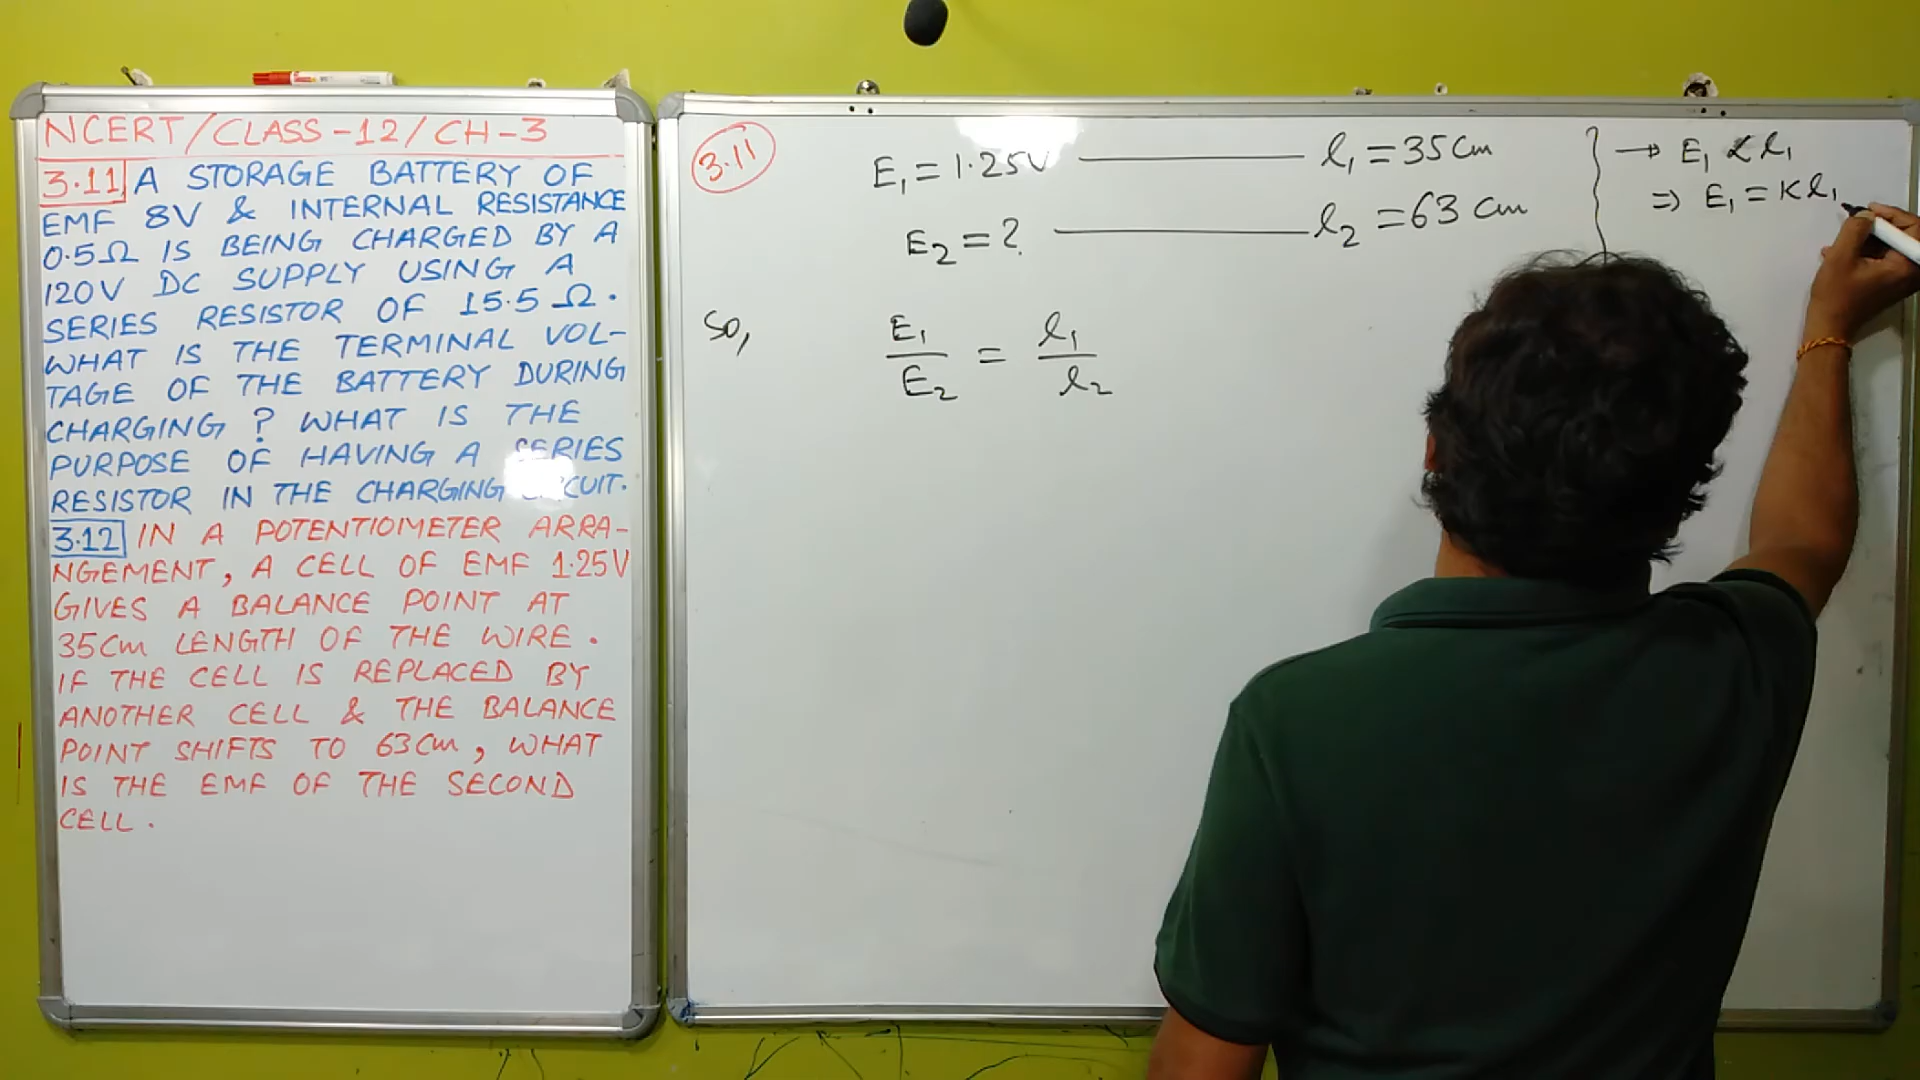 NCERT/CLASS-12/CH-3
3.11 A STORAGE BATTERY OF
EMF 8V & INTERNAL RESISTANCE
0.5Ω IS BEING CHARGED BY A
120V DC SUPPLY USING A
SERIES RESISTOR OF 15.5 Ω.
WHAT IS THE TERMINAL VOL-
TAGE OF THE BATTERY DURING
CHARGING? WHAT IS THE
PURPOSE OF HAVING A SERIES
RESISTOR IN THE CHARGING CIRCUIT.
3.12 IN A POTENTIOMETER ARRA-
NGEMENT, A CELL OF EMF 1.25V
GIVES A BALANCE POINT AT
35cm LENGTH OF THE WIRE.
IF THE CELL IS REPLACED BY
ANOTHER CELL & THE BALANCE
POINT SHIFTS TO 63cm, WHAT
IS THE EMF OF THE SECOND
CELL.
3.11
E₁ = 1.25V — l₁ = 35cm
E₂ = ? — l₂ = 63 cm
So, E₁/E₂ = l₁/l₂
→ E₁ ∝ l₁
⇒ E₁ = Kl₁